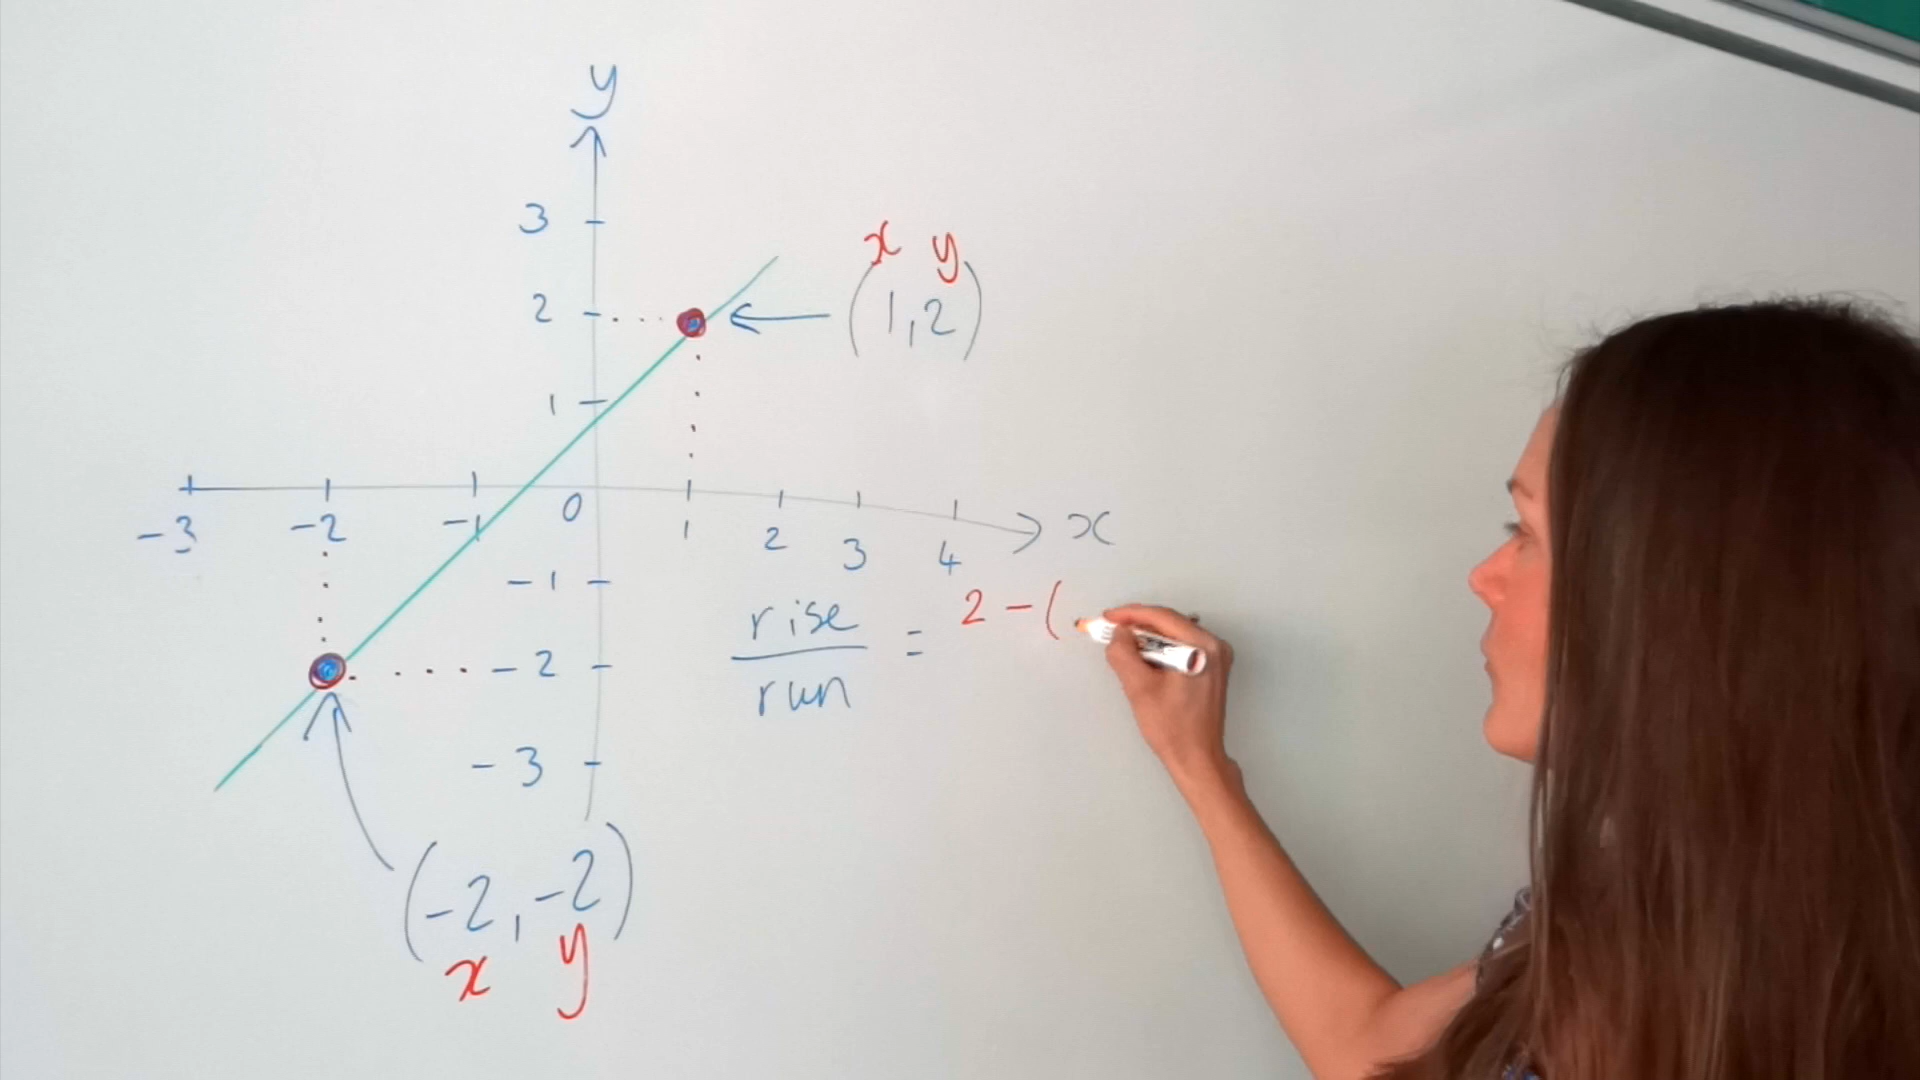 y
3
x y
2
(1,2)
1
-3 -2 -1 0 1 2 3 4 x
-1
rise
run
= 2 - (
-2
-3
(-2, -2)
x y